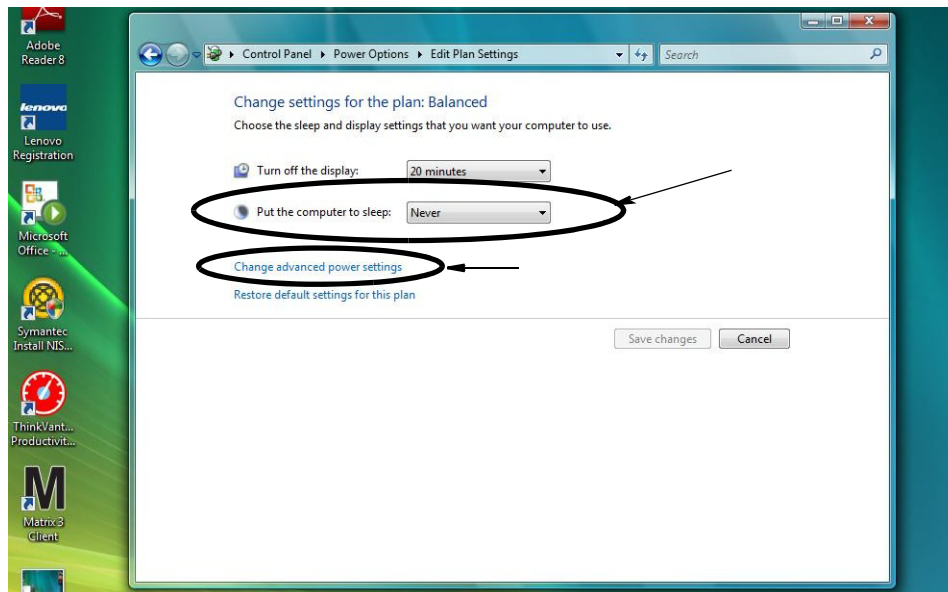 Adobe
Reader 8
lenovo
Lenovo
Registration
Microsoft
Office - ...
Symantec
Install NIS...
ThinkVant...
Productivit...
M
Matrix 3
Client
Control Panel
Power Options
Edit Plan Settings
Search
Change settings for the plan: Balanced
Choose the sleep and display settings that you want your computer to use.
Turn off the display: 20 minutes
Put the computer to sleep: Never
Change advanced power settings
Restore default settings for this plan
Save changes Cancel